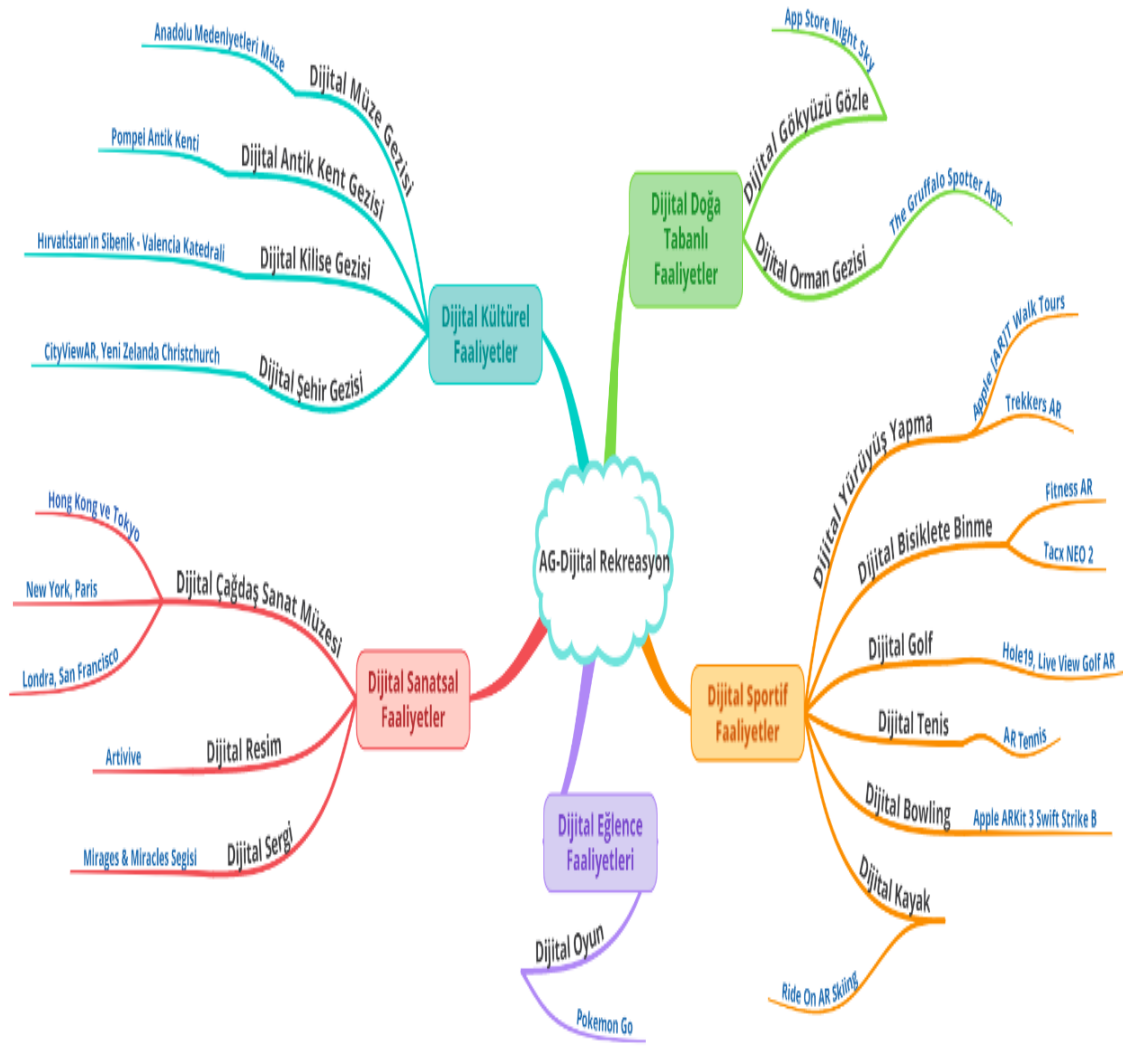 AG-Dijital Rekreasyon
Dijital Kültürel
Faaliyetler
Dijital Müze Gezisi
Anadolu Medeniyetleri Müze
Dijital Antik Kent Gezisi
Pompei Antik Kenti
Dijital Kilise Gezisi
Hırvatistan'ın Sibenik - Valencia Katedrali
Dijital Şehir Gezisi
CityViewAR, Yeni Zelanda Christchurch
Dijital Doğa
Tabanlı
Faaliyetler
Dijital Gökyüzü Gözle
App Store Night Sky
Dijital Orman Gezisi
The Gruffalo Spotter App
Dijital Sportif
Faaliyetler
Dijital Yürüyüş Yapma
Apple (AR)T Walk Tours
Trekkers AR
Dijital Bisiklete Binme
Fitness AR
Tacx NEO 2
Dijital Golf
Hole19, Live View Golf AR
Dijital Tenis
AR Tennis
Dijital Bowling
Apple ARKit 3 Swift Strike B
Dijital Kayak
Ride On AR Skiing
Dijital Eğlence
Faaliyetleri
Dijital Oyun
Pokemon Go
Dijital Sanatsal
Faaliyetler
Dijital Çağdaş Sanat Müzesi
Hong Kong ve Tokyo
New York, Paris
Londra, San Francisco
Dijital Resim
Artivive
Dijital Sergi
Mirages & Miracles Segisi